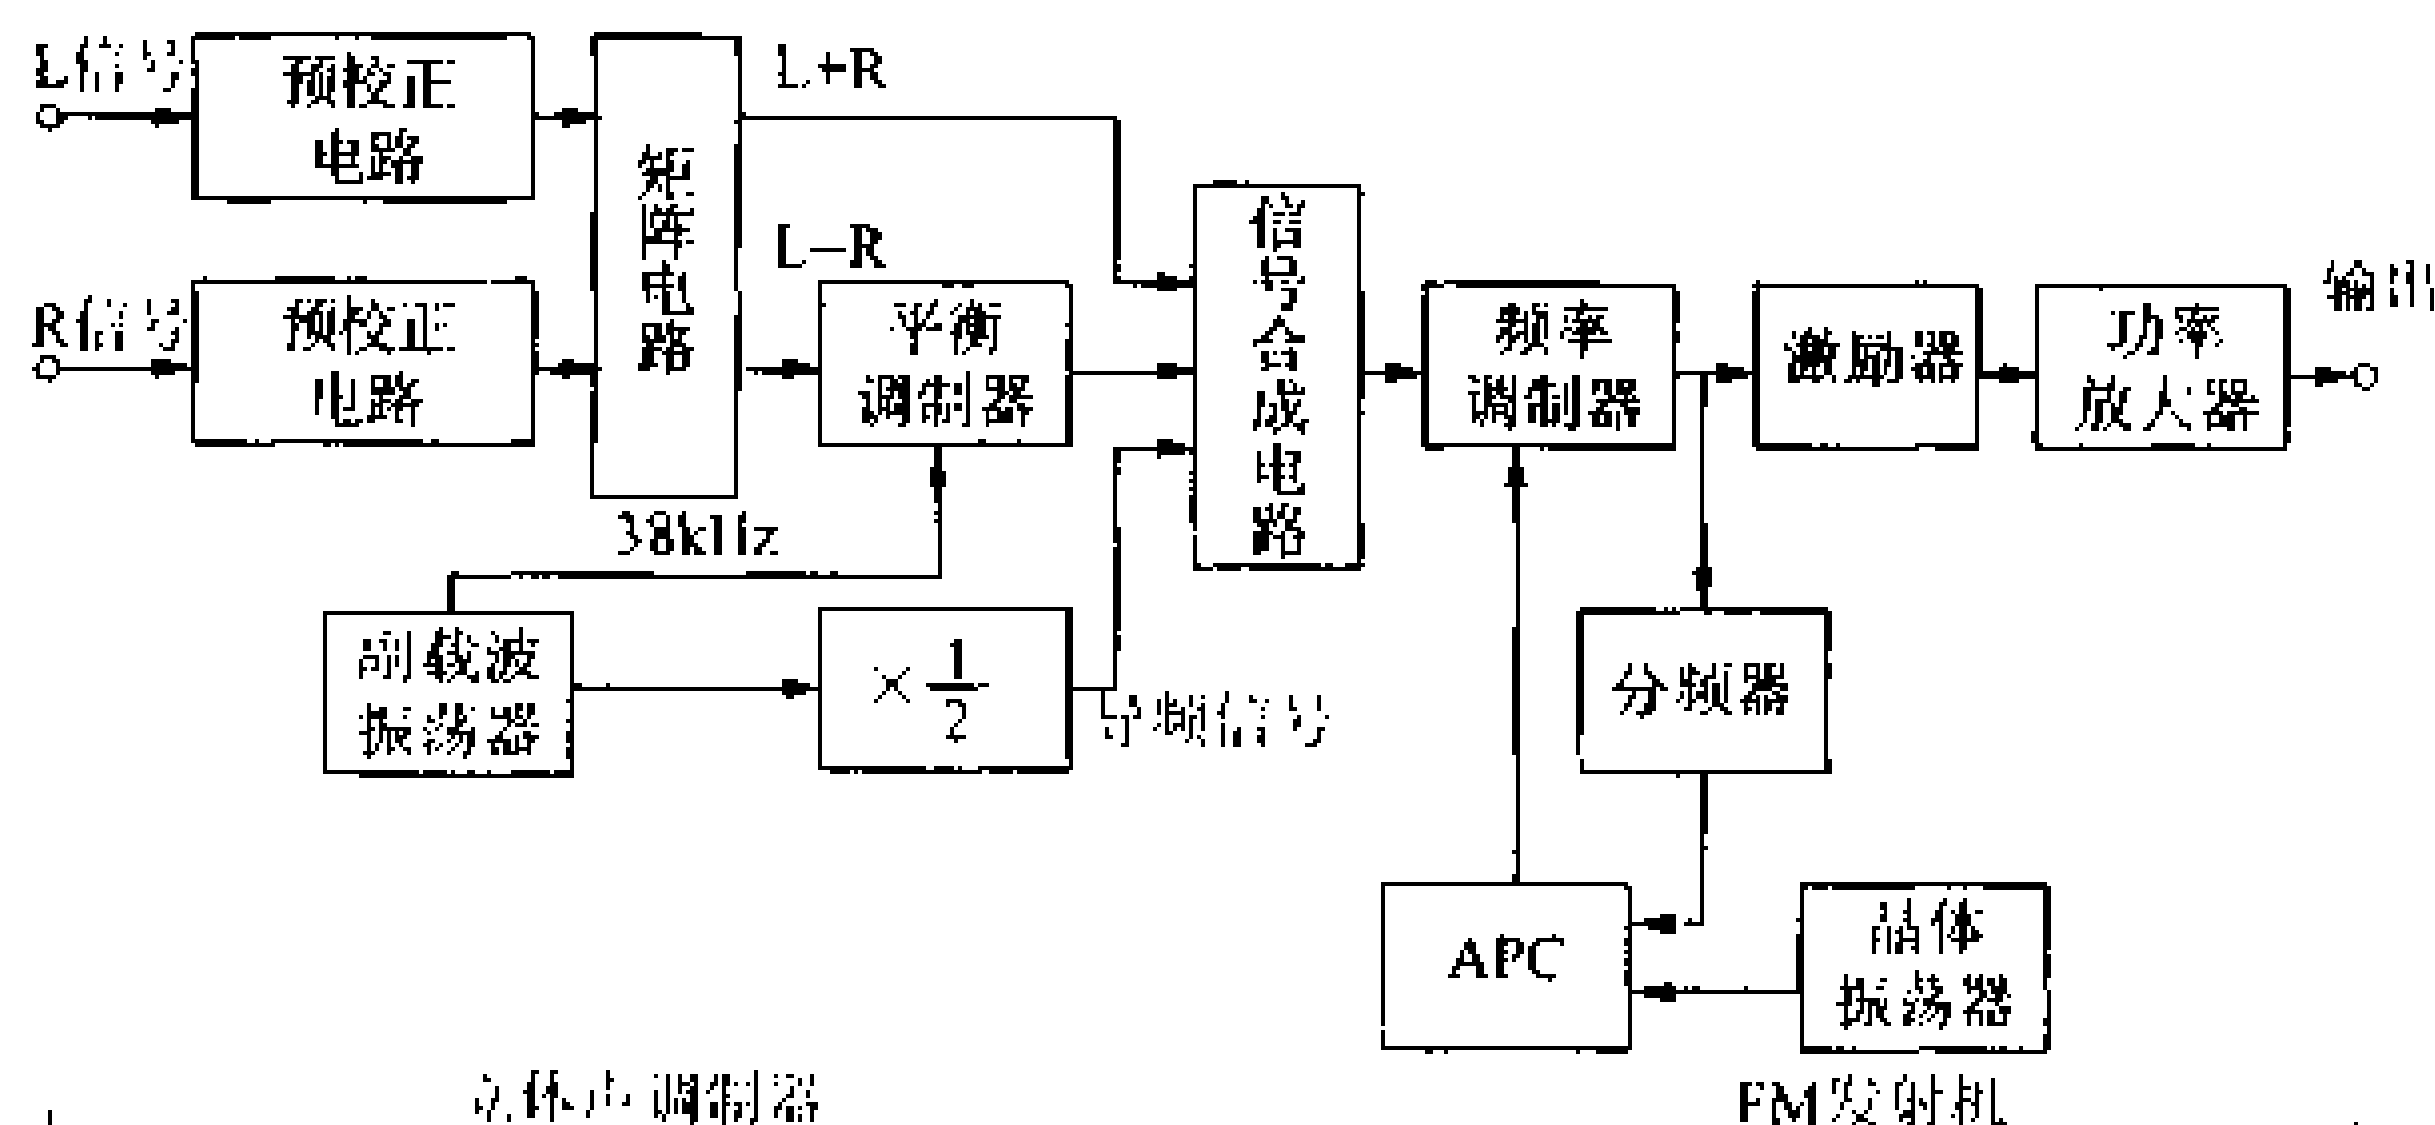 L信号
预校正
电路
R信号
预校正
电路
矩阵电路
L+R
L−R
平衡
调制器
38kHz
副载波
振荡器
× 1/2
导频信号
信号合成电路
频率
调制器
激励器
功率
放大器
输出
分频器
APC
晶体
振荡器
立体声调制器
FM发射机